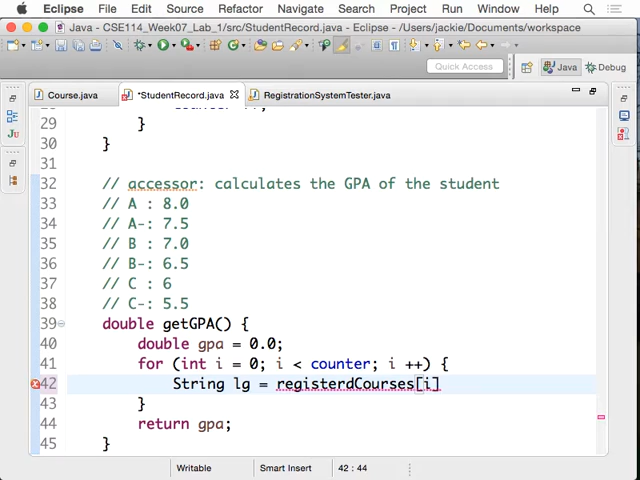 Eclipse File Edit Source Refactor Navigate Search Project Run Window Help
Java - CSE114_Week07_Lab_1/src/StudentRecord.java - Eclipse - /Users/jackie/Documents/workspace
Quick Access Java Debug
Course.java *StudentRecord.java RegistrationSystemTester.java
29 }
30 }
31
32 // accessor: calculates the GPA of the student
33 // A : 8.0
34 // A-: 7.5
35 // B : 7.0
36 // B-: 6.5
37 // C : 6
38 // C-: 5.5
39 double getGPA() {
40 double gpa = 0.0;
41 for (int i = 0; i < counter; i ++) {
42 String lg = registerdCourses[i]
43 }
44 return gpa;
45 }
Writable Smart Insert 42 : 44